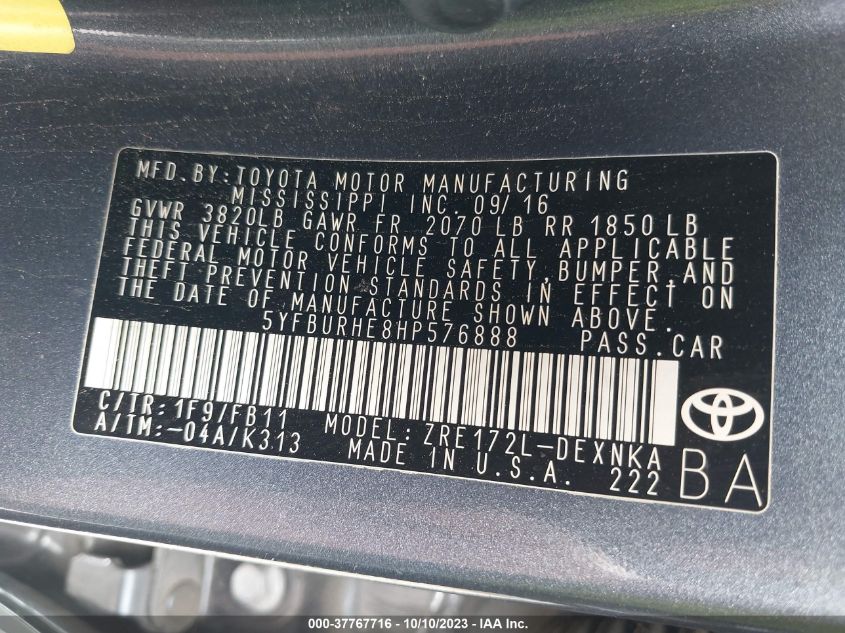 MFD.BY:TOYOTA MOTOR MANUFACTURING
MISSISSIPPI INC. 09/16
GVWR 3820LB GAWR FR 2070 LB RR 1850 LB
THIS VEHICLE CONFORMS TO ALL APPLICABLE
FEDERAL MOTOR VEHICLE SAFETY,BUMPER,AND
THEFT PREVENTION STANDARDS IN EFFECT ON
THE DATE OF MANUFACTURE SHOWN ABOVE.
5YFBURHE8HP576888 PASS.CAR
C/TR:1F9/FB11 MODEL:ZRE172L-DEXNKA
A/TM:-04A/K313 MADE IN U.S.A. 222
BA
000-37767716 - 10/10/2023 - IAA Inc.